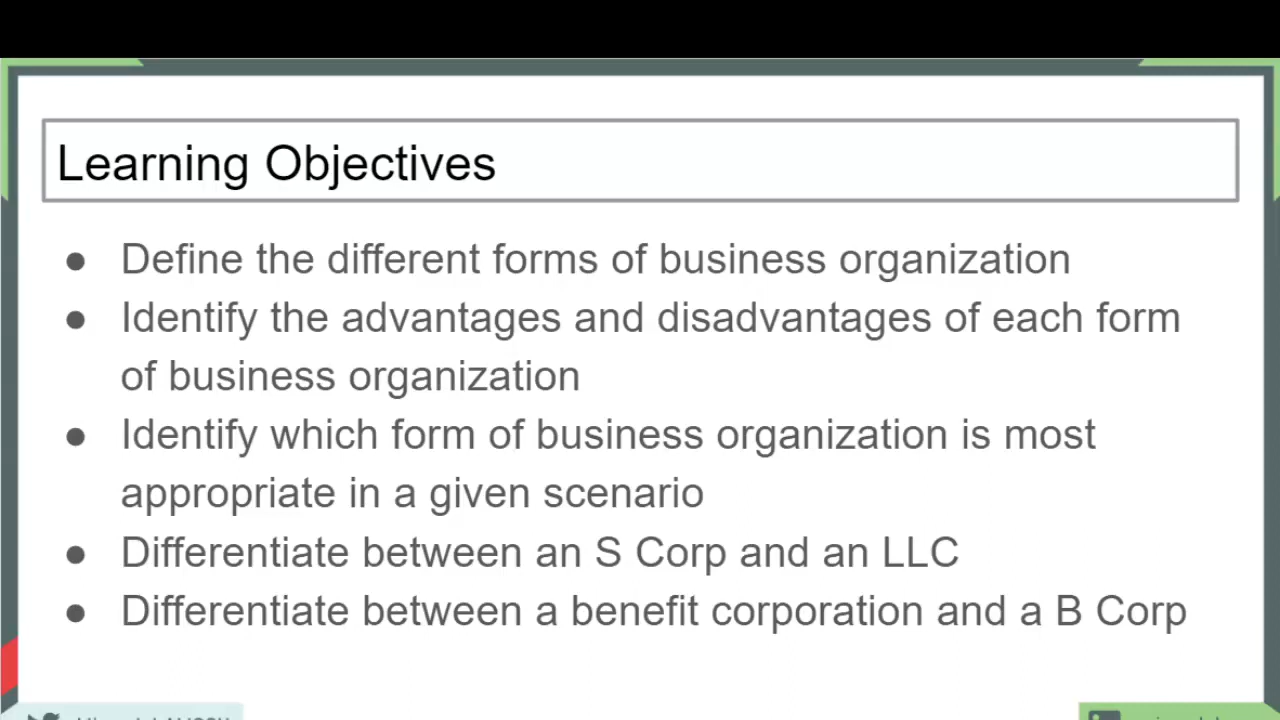 Learning Objectives
● Define the different forms of business organization
● Identify the advantages and disadvantages of each form
of business organization
● Identify which form of business organization is most
appropriate in a given scenario
● Differentiate between an S Corp and an LLC
● Differentiate between a benefit corporation and a B Corp